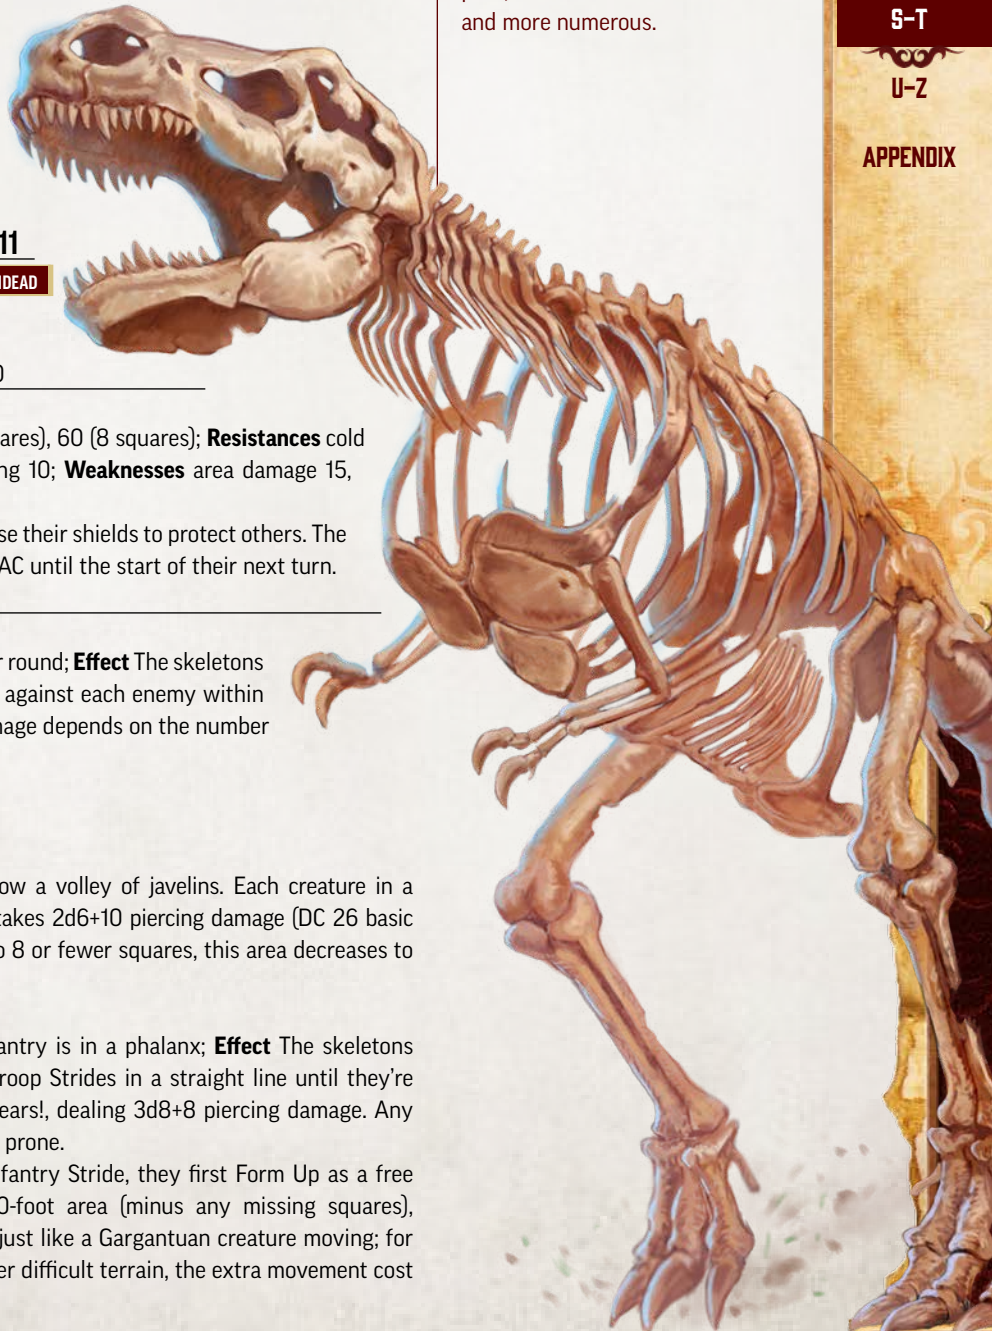 and more numerous.
S–T
U–Z
APPENDIX
11
ares), 60 (8 squares); Resistances cold
ng 10; Weaknesses area damage 15,
se their shields to protect others. The
AC until the start of their next turn.
r round; Effect The skeletons
against each enemy within
nage depends on the number
ow a volley of javelins. Each creature in a
takes 2d6+10 piercing damage (DC 26 basic
o 8 or fewer squares, this area decreases to
antry is in a phalanx; Effect The skeletons
roop Strides in a straight line until they’re
ears!, dealing 3d8+8 piercing damage. Any
prone.
fantry Stride, they first Form Up as a free
0-foot area (minus any missing squares),
just like a Gargantuan creature moving; for
er difficult terrain, the extra movement cost